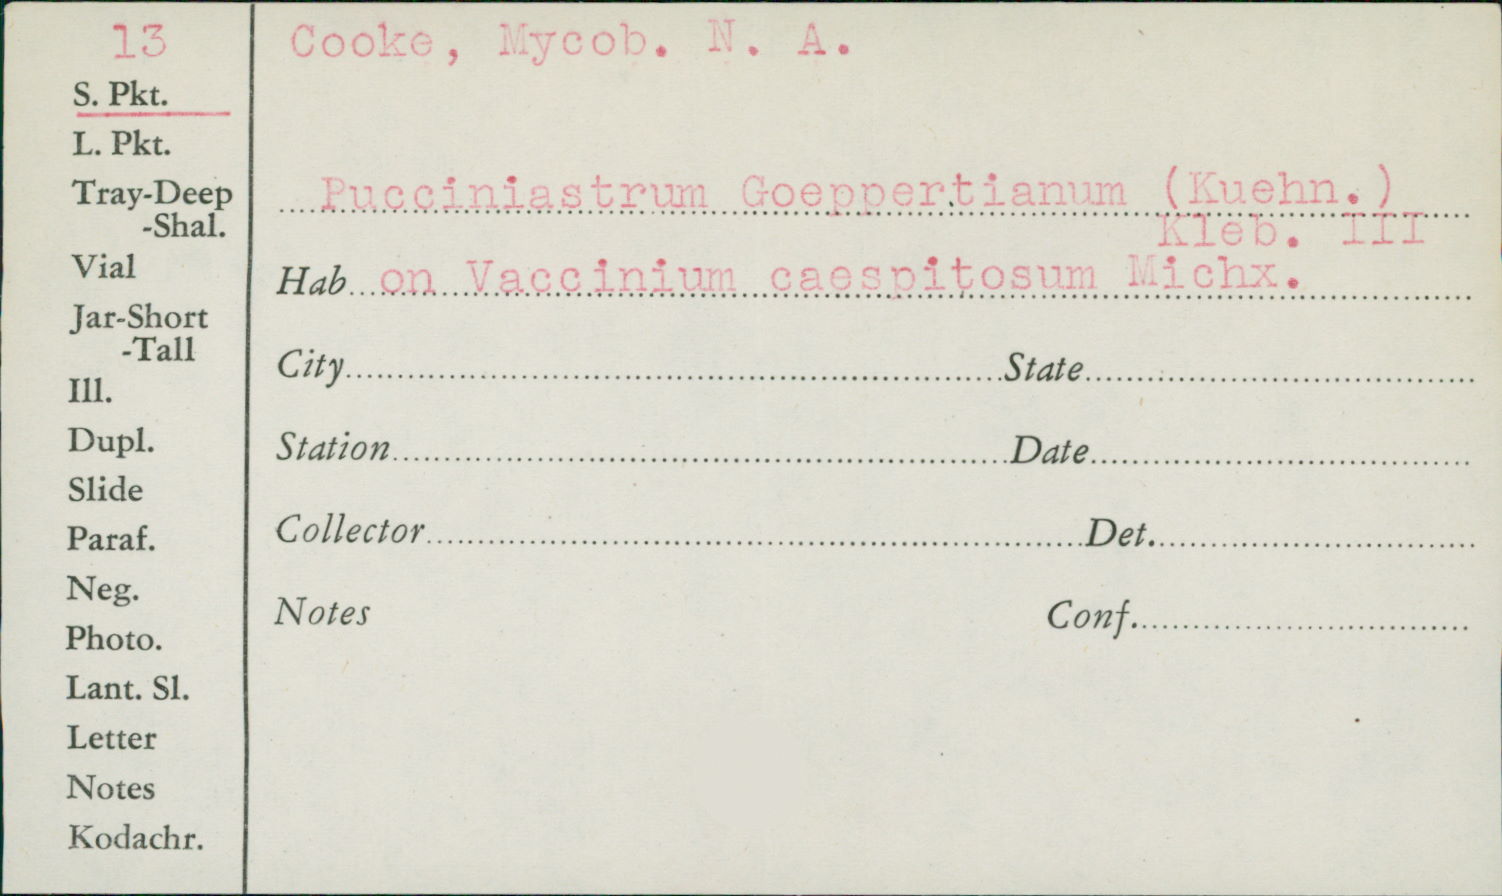 13
S. Pkt.
L. Pkt.
Tray-Deep
-Shal.
Vial
Jar-Short
-Tall
Ill.
Dupl.
Slide
Paraf.
Neg.
Photo.
Lant. Sl.
Letter
Notes
Kodachr.
Cooke, Mycob. N. A.
Pucciniastrum Goeppertianum (Kuehn.)
Kleb. III
Hab on Vaccinium caespitosum Michx.
City State
Station Date
Collector Det.
Notes Conf.